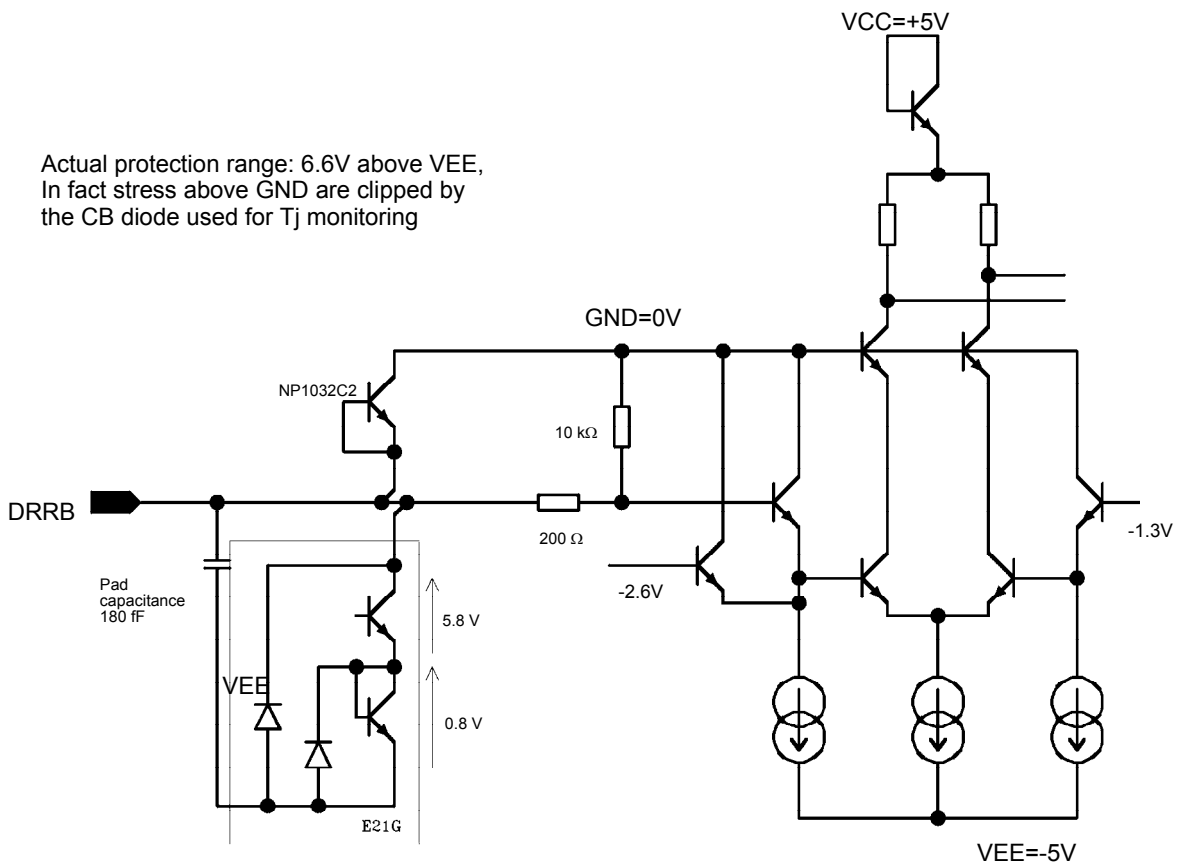 VCC=+5V
Actual protection range: 6.6V above VEE,
In fact stress above GND are clipped by
the CB diode used for Tj monitoring
GND=0V
NP1032C2
10 kΩ
DRRB
200 Ω
-1.3V
-2.6V
Pad
capacitance
180 fF
5.8 V
VEE
0.8 V
E21G
VEE=-5V